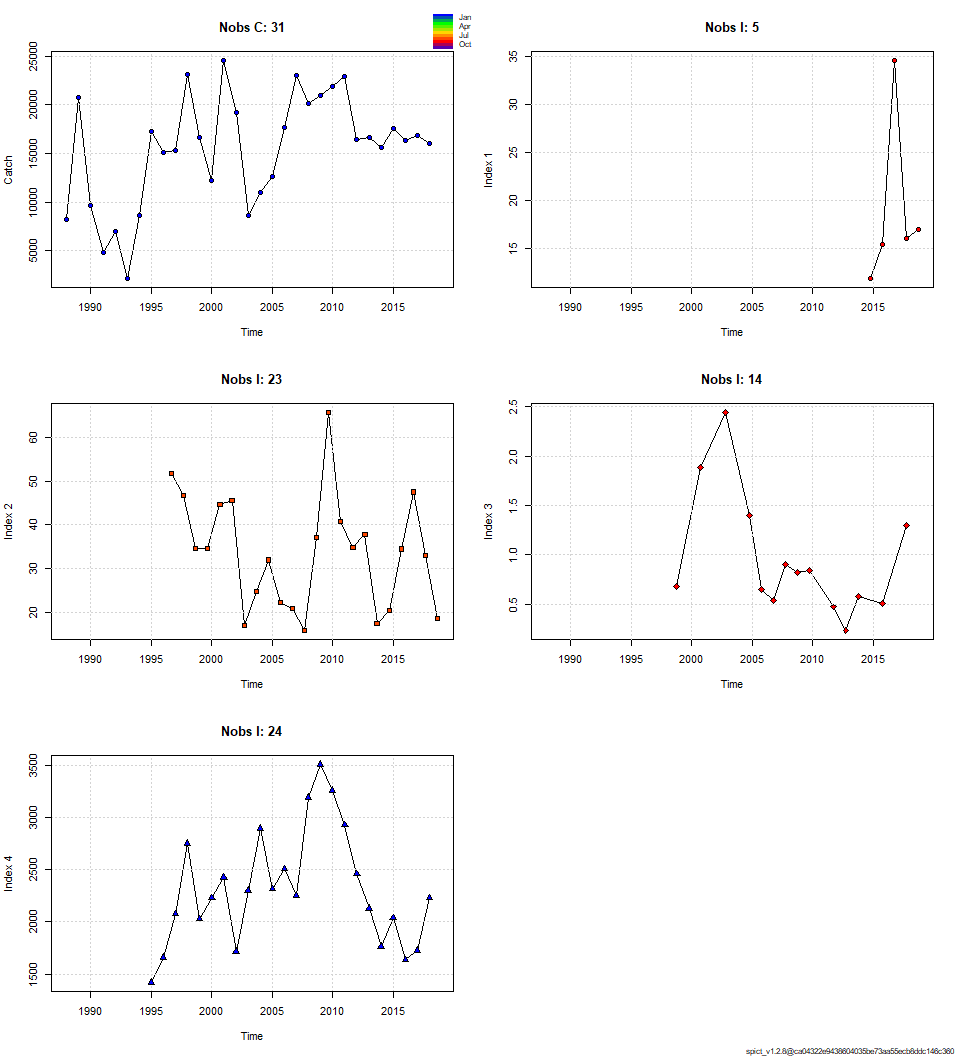 Nobs C: 31
Jan
Apr
Jul
Oct
Catch
5000 10000 15000 20000 25000
1990 1995 2000 2005 2010 2015
Time
Nobs I: 5
Index 1
15 20 25 30 35
1990 1995 2000 2005 2010 2015
Time
Nobs I: 23
Index 2
20 30 40 50 60
1990 1995 2000 2005 2010 2015
Time
Nobs I: 14
Index 3
0.5 1.0 1.5 2.0 2.5
1990 1995 2000 2005 2010 2015
Time
Nobs I: 24
Index 4
1500 2000 2500 3000 3500
1990 1995 2000 2005 2010 2015
Time
spict_v1.2.8@ca04322e9438604035be73aa55ecb8ddc146c360